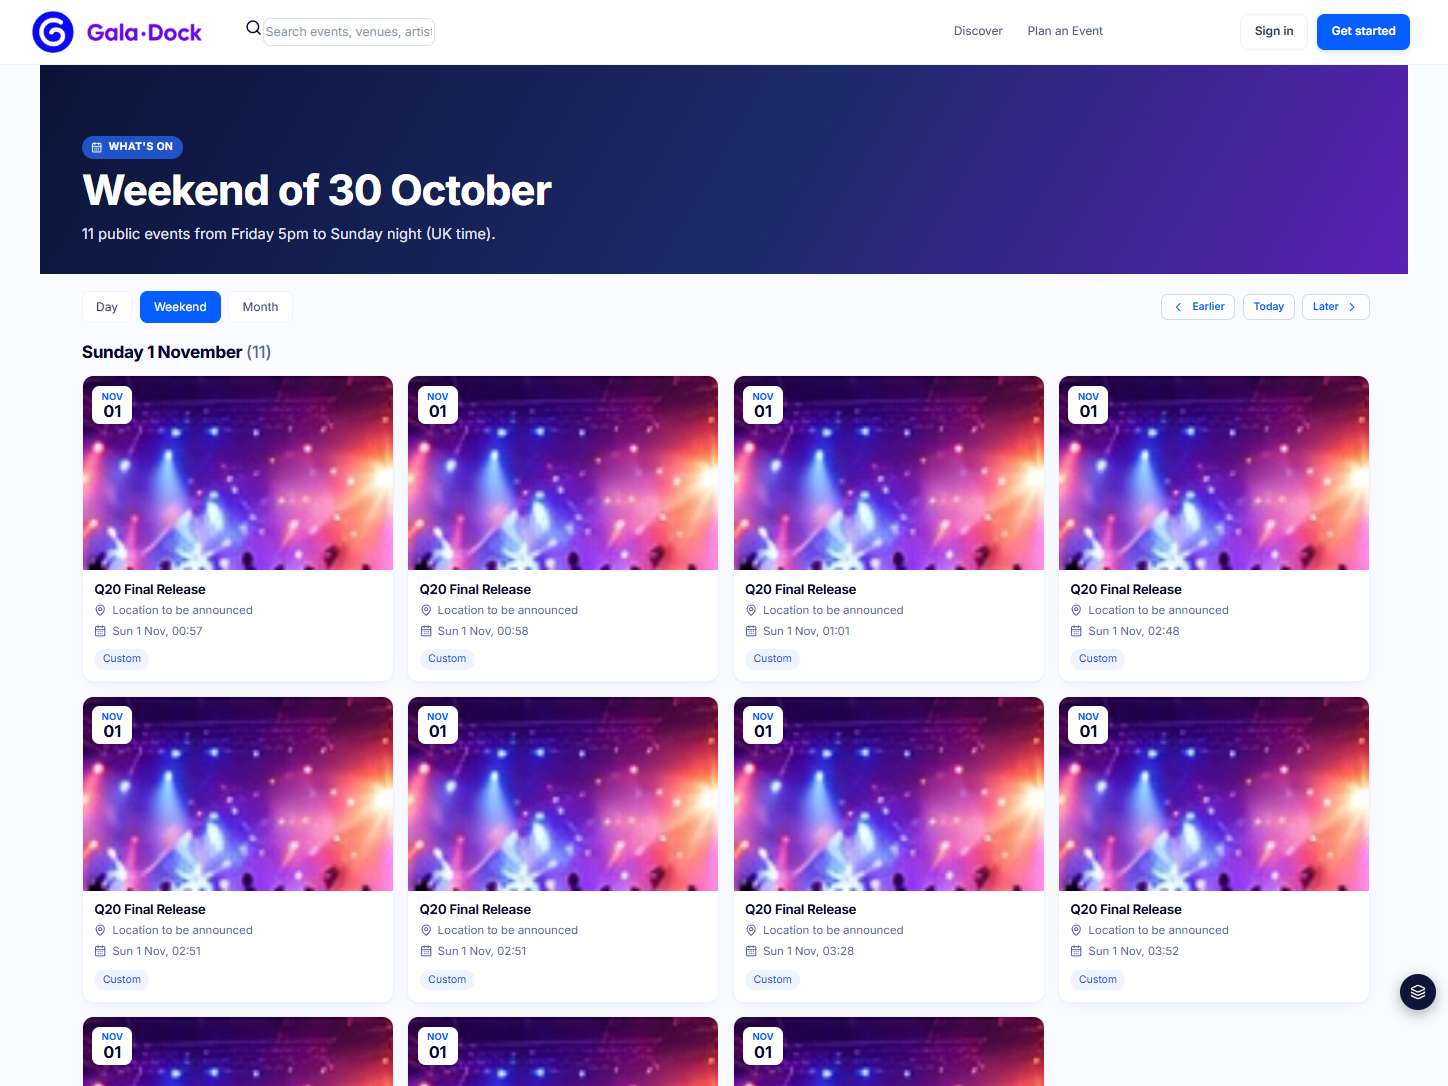 Gala·Dock
Search events, venues, artist
Discover
Plan an Event
Sign in
Get started
WHAT'S ON
Weekend of 30 October
11 public events from Friday 5pm to Sunday night (UK time).
Day
Weekend
Month
Earlier
Today
Later
Sunday 1 November (11)
NOV
01
Q20 Final Release
Location to be announced
Sun 1 Nov, 00:57
Custom
NOV
01
Q20 Final Release
Location to be announced
Sun 1 Nov, 00:58
Custom
NOV
01
Q20 Final Release
Location to be announced
Sun 1 Nov, 01:01
Custom
NOV
01
Q20 Final Release
Location to be announced
Sun 1 Nov, 02:48
Custom
NOV
01
Q20 Final Release
Location to be announced
Sun 1 Nov, 02:51
Custom
NOV
01
Q20 Final Release
Location to be announced
Sun 1 Nov, 02:51
Custom
NOV
01
Q20 Final Release
Location to be announced
Sun 1 Nov, 03:28
Custom
NOV
01
Q20 Final Release
Location to be announced
Sun 1 Nov, 03:52
Custom
NOV
01
NOV
01
NOV
01